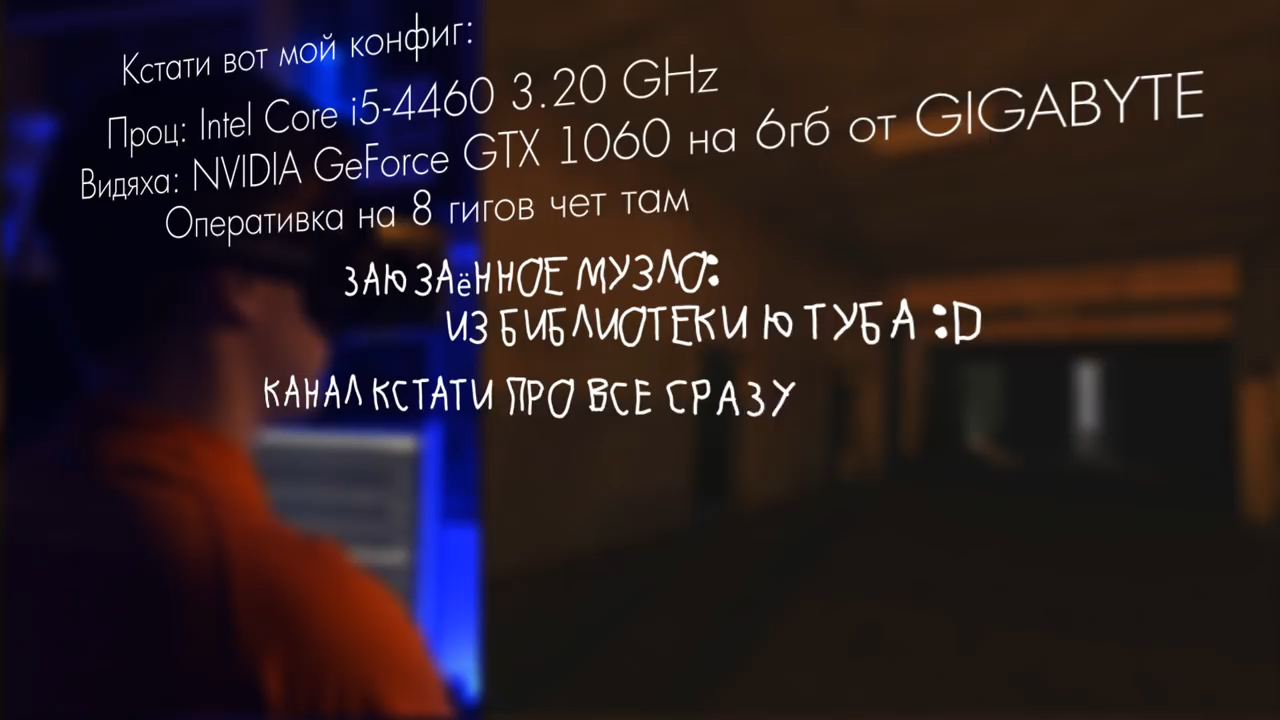 Кстати вот мой конфиг:
Проц: Intel Core i5-4460 3.20 GHz
Видяха: NVIDIA GeForce GTX 1060 на 6гб от GIGABYTE
Оперативка на 8 гигов чет там
ЗАЮЗАёННОЕ МУЗЛО:
ИЗ БИБЛИОТЕКИ ЮТУБА :D
КАНАЛ КСТАТИ ПРО ВСЕ СРАЗУ